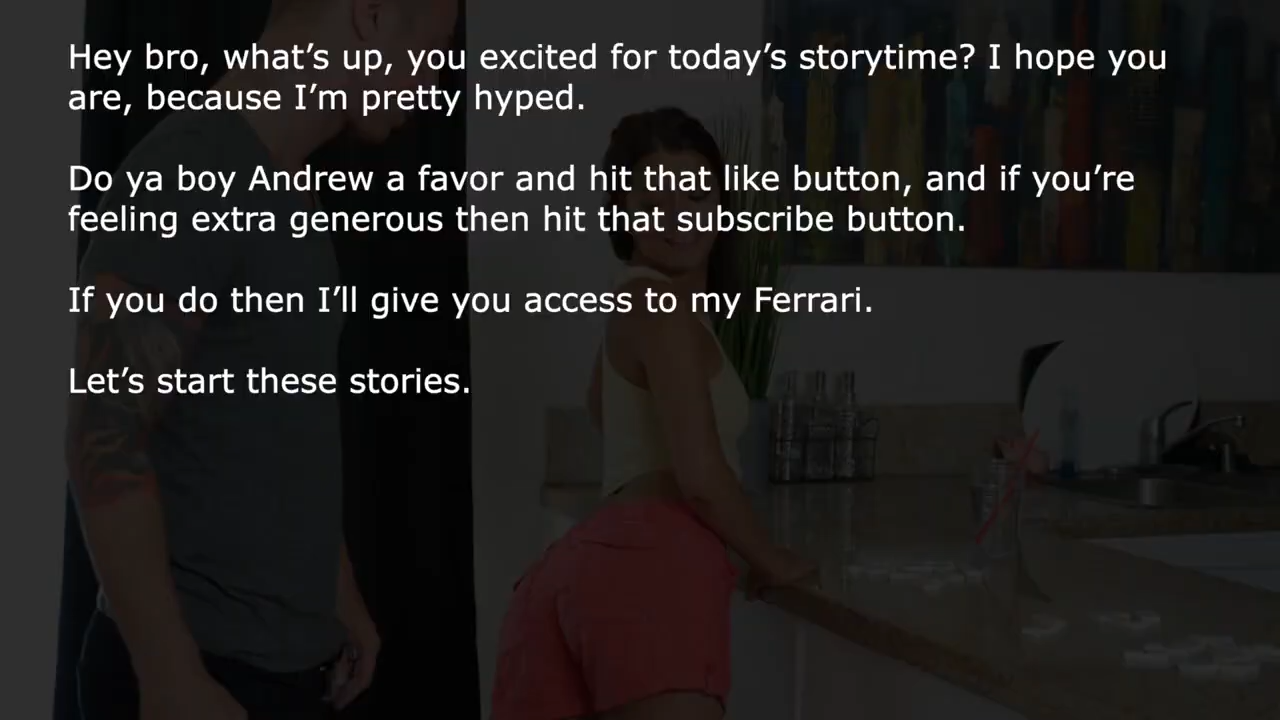 Hey bro, what’s up, you excited for today’s storytime? I hope you
are, because I’m pretty hyped.
Do ya boy Andrew a favor and hit that like button, and if you’re
feeling extra generous then hit that subscribe button.
If you do then I’ll give you access to my Ferrari.
Let’s start these stories.